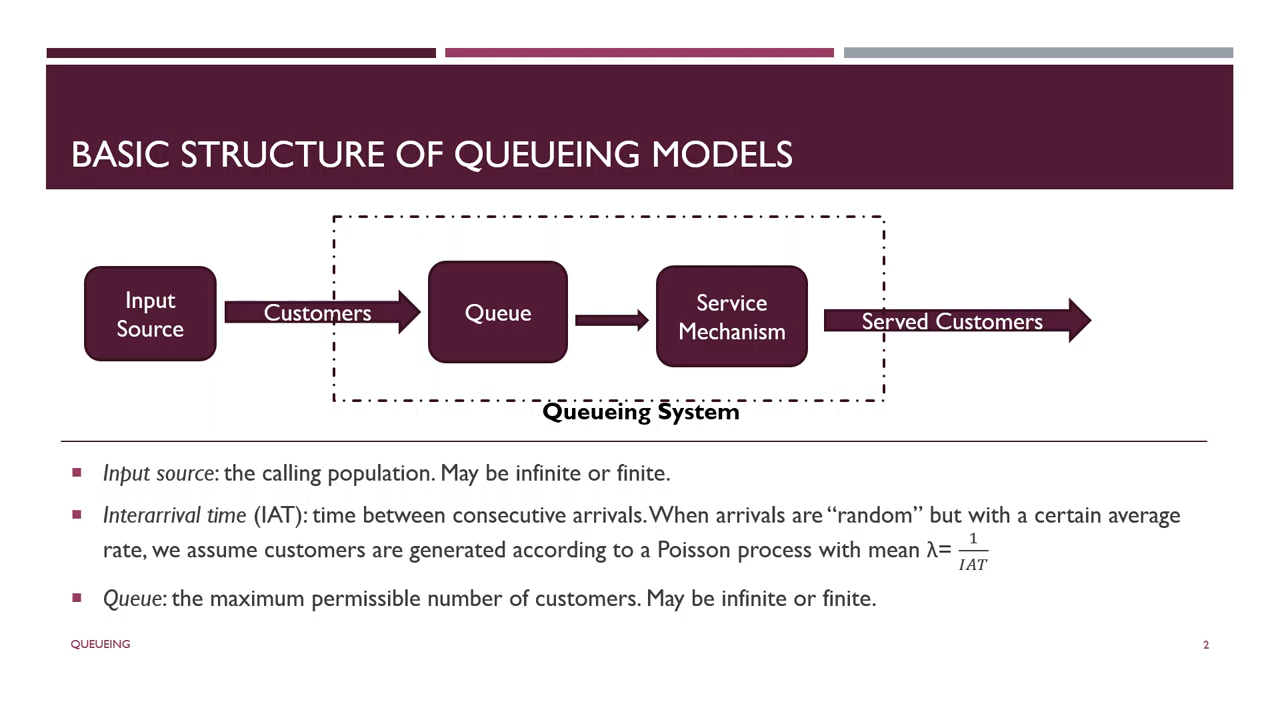 BASIC STRUCTURE OF QUEUEING MODELS
Input
Source
Customers
Queue
Service
Mechanism
Served Customers
Queueing System
Input source: the calling population. May be infinite or finite.
Interarrival time (IAT): time between consecutive arrivals. When arrivals are “random” but with a certain average
rate, we assume customers are generated according to a Poisson process with mean λ= 1/IAT
Queue: the maximum permissible number of customers. May be infinite or finite.
QUEUEING
2